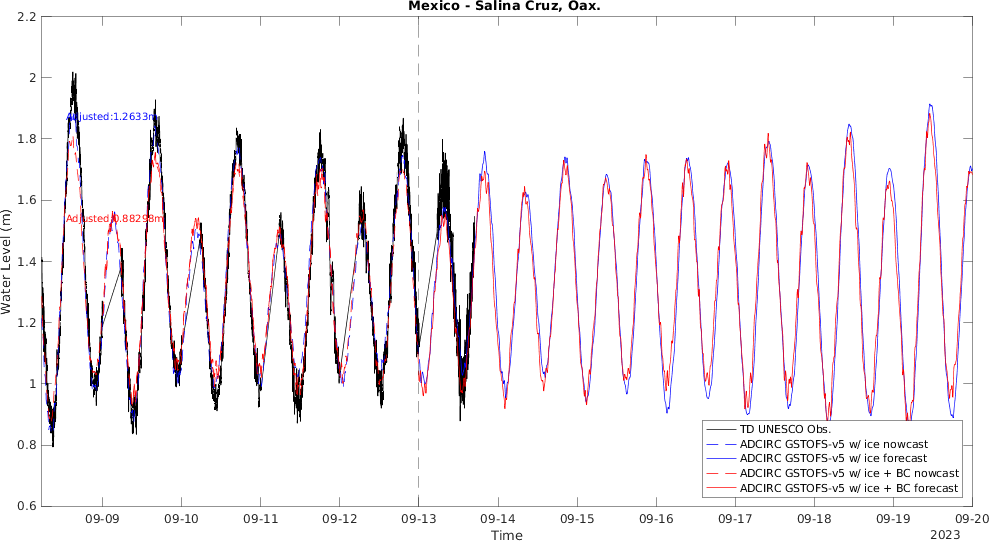 Mexico - Salina Cruz, Oax.
2.2
2
1.8
1.6
1.4
1.2
1
0.8
0.6
Water Level (m)
Adjusted:1.2633m
Adjusted:0.88298m
TD UNESCO Obs.
ADCIRC GSTOFS-v5 w/ ice nowcast
ADCIRC GSTOFS-v5 w/ ice forecast
ADCIRC GSTOFS-v5 w/ ice + BC nowcast
ADCIRC GSTOFS-v5 w/ ice + BC forecast
09-09 09-10 09-11 09-12 09-13 09-14 09-15 09-16 09-17 09-18 09-19 09-20
Time
2023